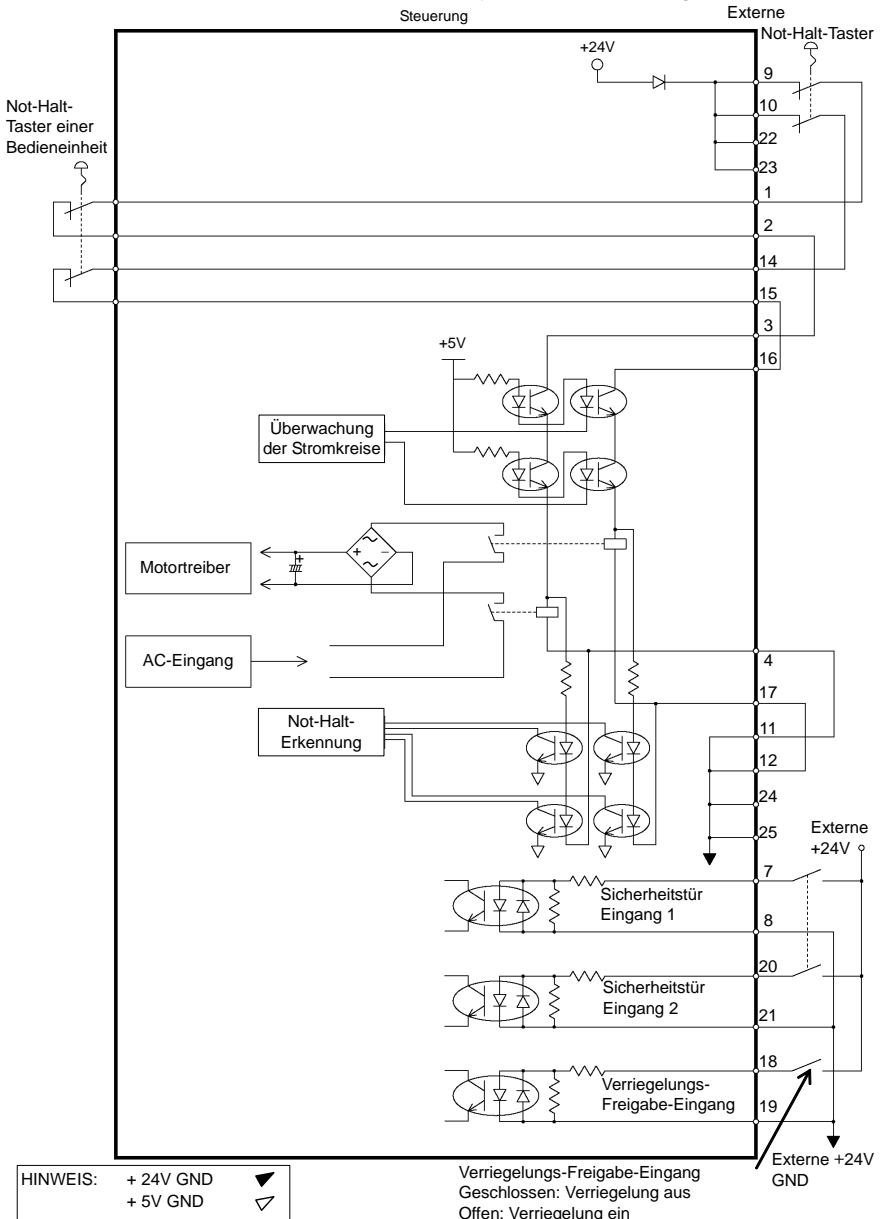 Steuerung
Externe
Not-Halt-Taster
+24V
9
10
22
23
Not-Halt-
Taster einer
Bedieneinheit
1
2
14
15
3
16
+5V
Überwachung
der Stromkreise
Motortreiber
+
~
−
~
+
AC-Eingang
4
17
11
12
24
25
Not-Halt-
Erkennung
Externe
+24V
7
Sicherheitstür
Eingang 1
8
20
Sicherheitstür
Eingang 2
21
18
Verriegelungs-
Freigabe-Eingang
19
Externe +24V
GND
HINWEIS: + 24V GND
+ 5V GND
Verriegelungs-Freigabe-Eingang
Geschlossen: Verriegelung aus
Offen: Verriegelung ein